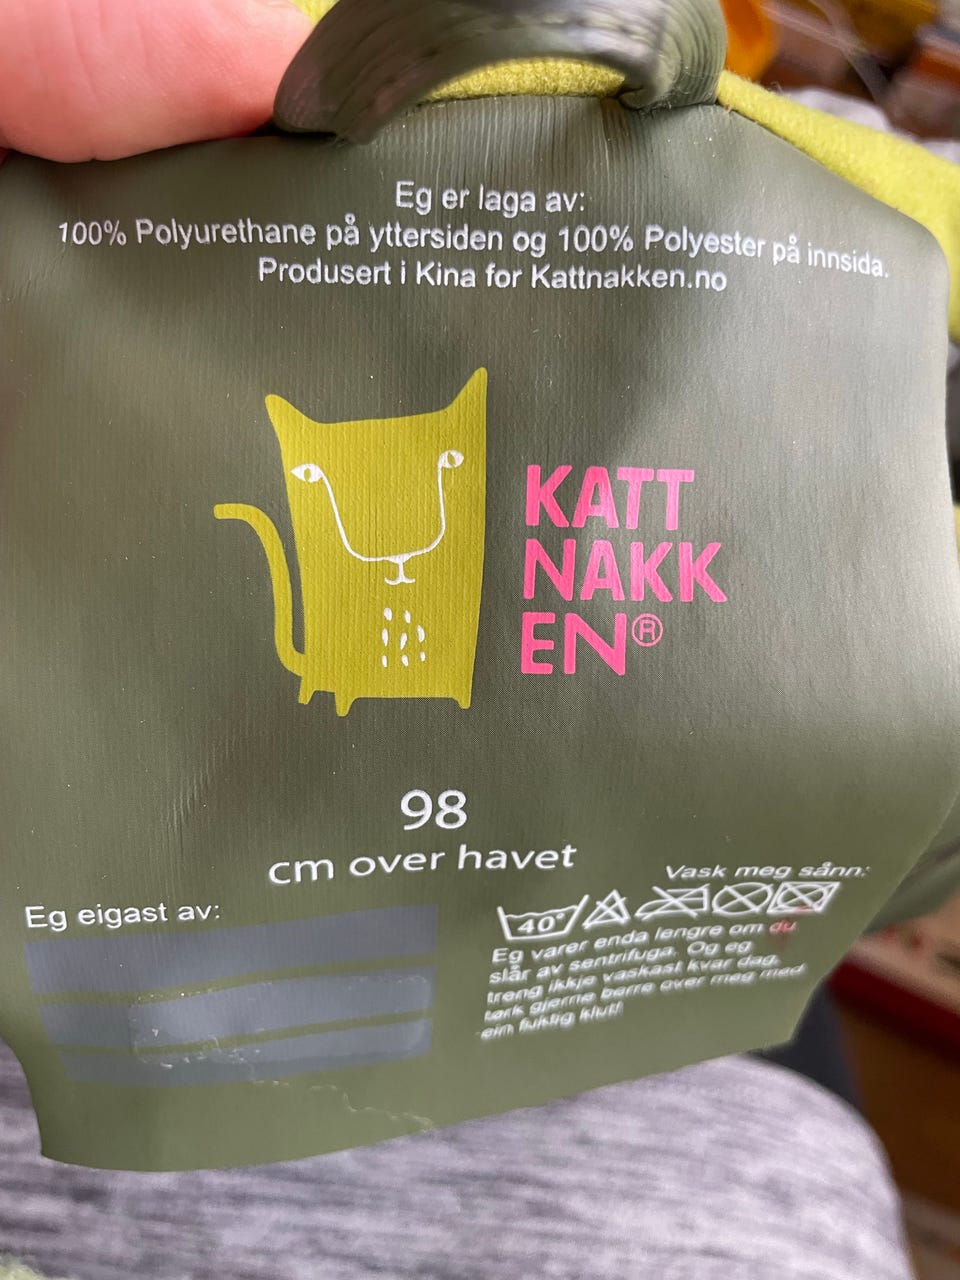 Eg er laga av:
100% Polyurethane på yttersiden og 100% Polyester på innsida.
Produsert i Kina for Kattnakken.no
KATT
NAKK
EN®
98
cm over havet
Eg eigast av:
Vask meg sånn:
40°
Eg varer enda lengre om du
slår av sentrifuga. Og eg
treng ikkje vaskast kvar dag,
tørk gjerne berre over meg med
ein fuktig klut!